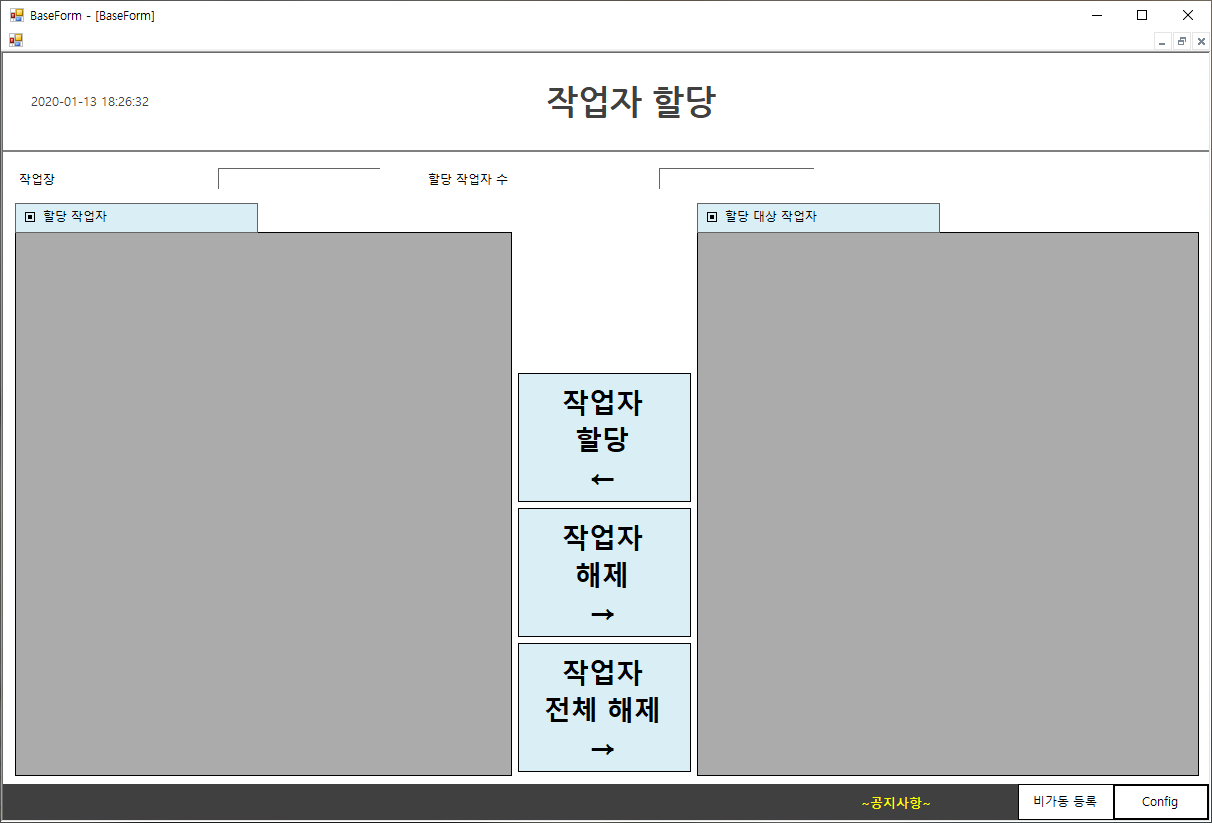 BaseForm - [BaseForm]
2020-01-13 18:26:32
작업자 할당
작업장
할당 작업자 수
▣ 할당 작업자
▣ 할당 대상 작업자
작업자
할당
←
작업자
해제
→
작업자
전체 해제
→
~공지사항~
비가동 등록
Config